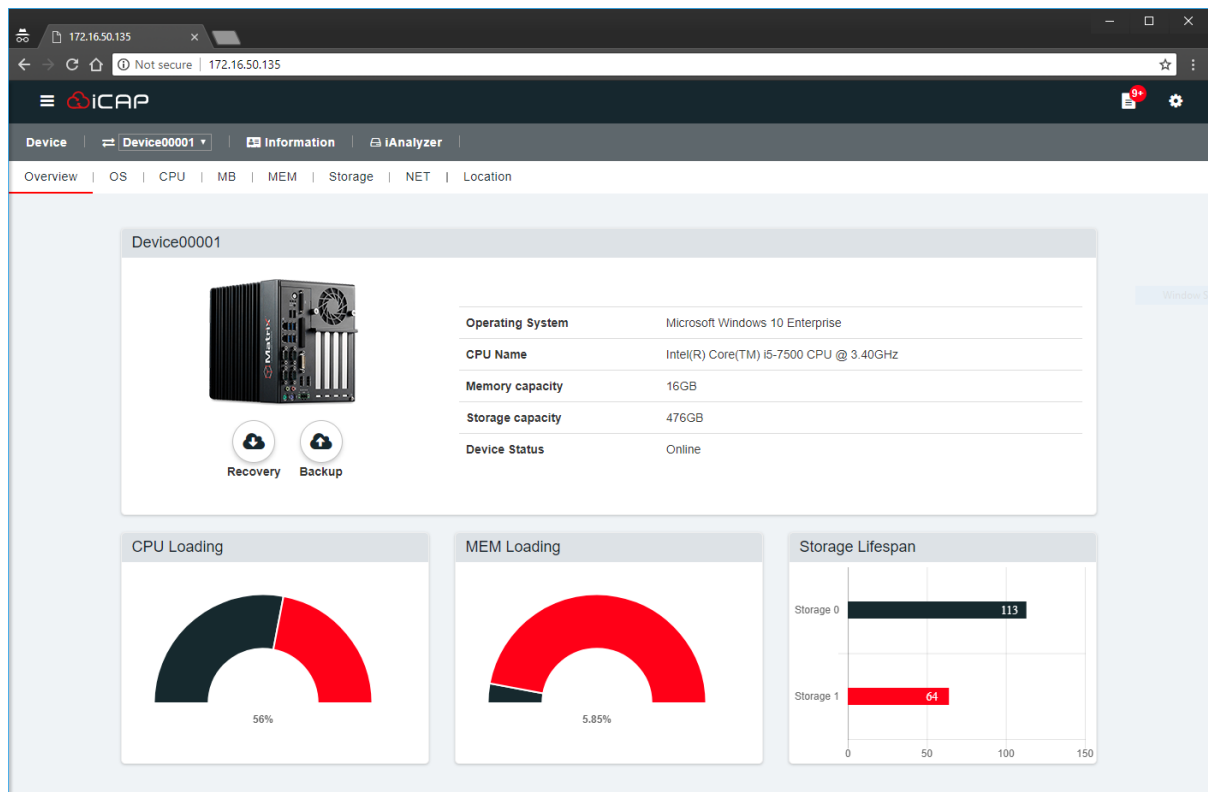 172.16.50.135
Not secure 172.16.50.135
iCAP 9+
Device Device00001 Information iAnalyzer
Overview | OS | CPU | MB | MEM | Storage | NET | Location
Device00001
Matrix
Recovery Backup
Operating System Microsoft Windows 10 Enterprise
CPU Name Intel(R) Core(TM) i5-7500 CPU @ 3.40GHz
Memory capacity 16GB
Storage capacity 476GB
Device Status Online
CPU Loading
56%
MEM Loading
5.85%
Storage Lifespan
Storage 0 113
Storage 1 64
0 50 100 150